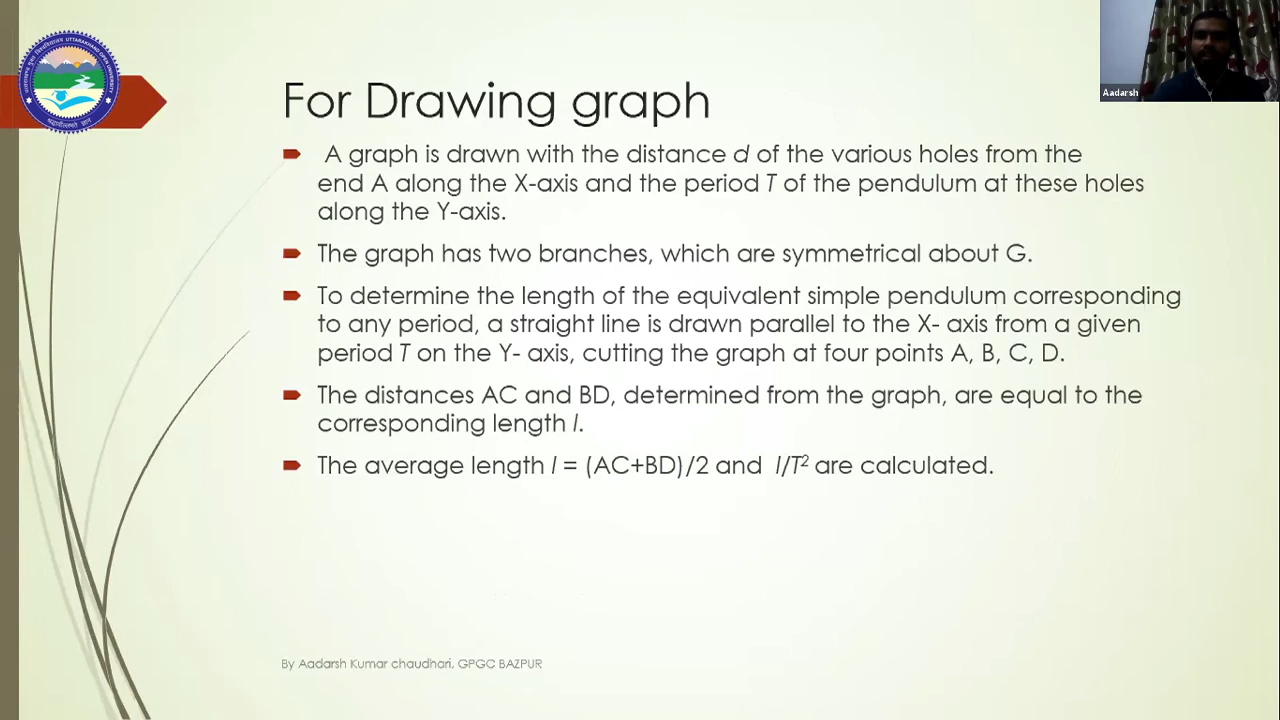 Aadarsh
For Drawing graph
A graph is drawn with the distance d of the various holes from the
end A along the X-axis and the period T of the pendulum at these holes
along the Y-axis.
The graph has two branches, which are symmetrical about G.
To determine the length of the equivalent simple pendulum corresponding
to any period, a straight line is drawn parallel to the X- axis from a given
period T on the Y- axis, cutting the graph at four points A, B, C, D.
The distances AC and BD, determined from the graph, are equal to the
corresponding length l.
The average length l = (AC+BD)/2 and l/T² are calculated.
By Aadarsh Kumar chaudhari, GPGC BAZPUR
UTTARAKHAND OPEN UNIVERSITY